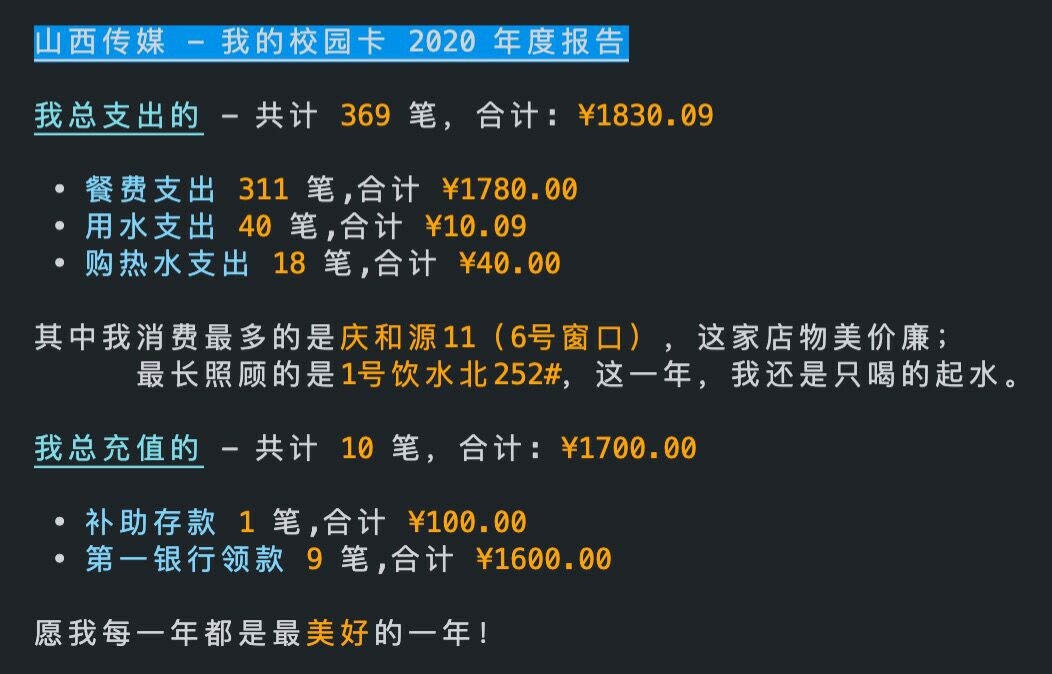 山西传媒 – 我的校园卡 2020 年度报告
我总支出的 – 共计 369 笔, 合计: ¥1830.09
• 餐费支出 311 笔,合计 ¥1780.00
• 用水支出 40 笔,合计 ¥10.09
• 购热水支出 18 笔,合计 ¥40.00
其中我消费最多的是庆和源11（6号窗口）, 这家店物美价廉;
最长照顾的是1号饮水北252#, 这一年, 我还是只喝的起水。
我总充值的 – 共计 10 笔, 合计: ¥1700.00
• 补助存款 1 笔,合计 ¥100.00
• 第一银行领款 9 笔,合计 ¥1600.00
愿我每一年都是最美好的一年!